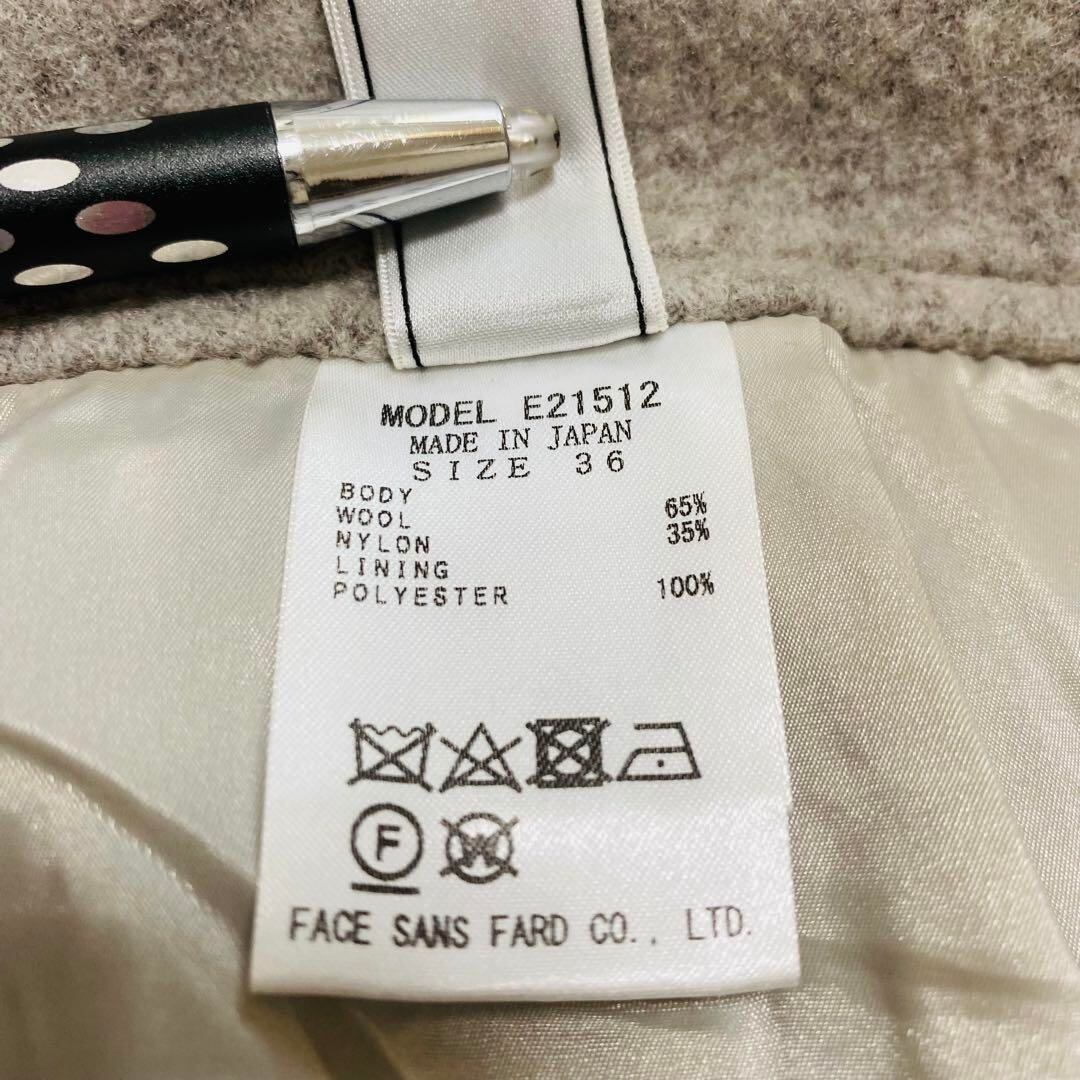 MODEL E21512
MADE IN JAPAN
SIZE 36
BODY
WOOL 65%
NYLON 35%
LINING
POLYESTER 100%
F W
FACE SANS FARD CO., LTD.